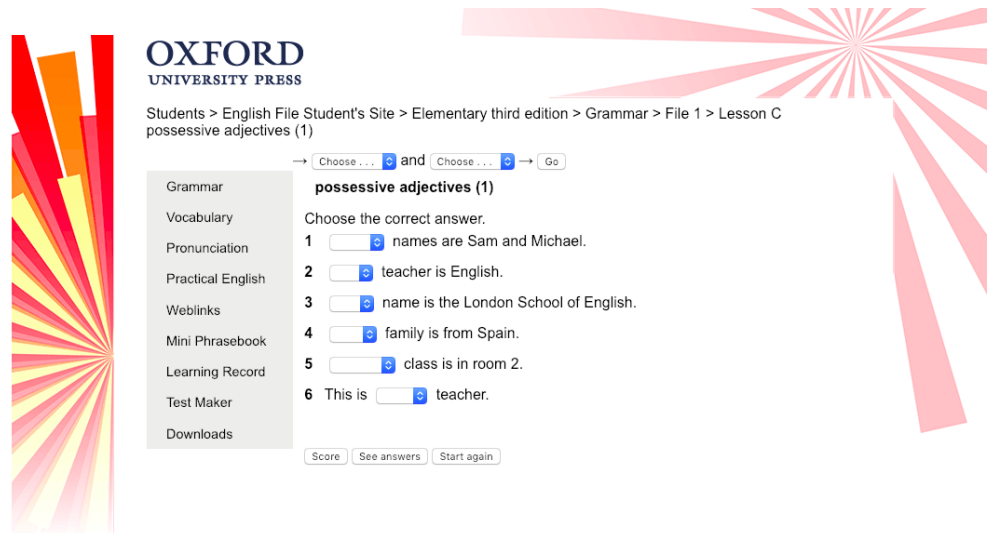 OXFORD
UNIVERSITY PRESS
Students > English File Student's Site > Elementary third edition > Grammar > File 1 > Lesson C
possessive adjectives (1)
→ Choose . . . and Choose . . . → Go
Grammar
Vocabulary
Pronunciation
Practical English
Weblinks
Mini Phrasebook
Learning Record
Test Maker
Downloads
possessive adjectives (1)
Choose the correct answer.
1 names are Sam and Michael.
2 teacher is English.
3 name is the London School of English.
4 family is from Spain.
5 class is in room 2.
6 This is teacher.
Score See answers Start again